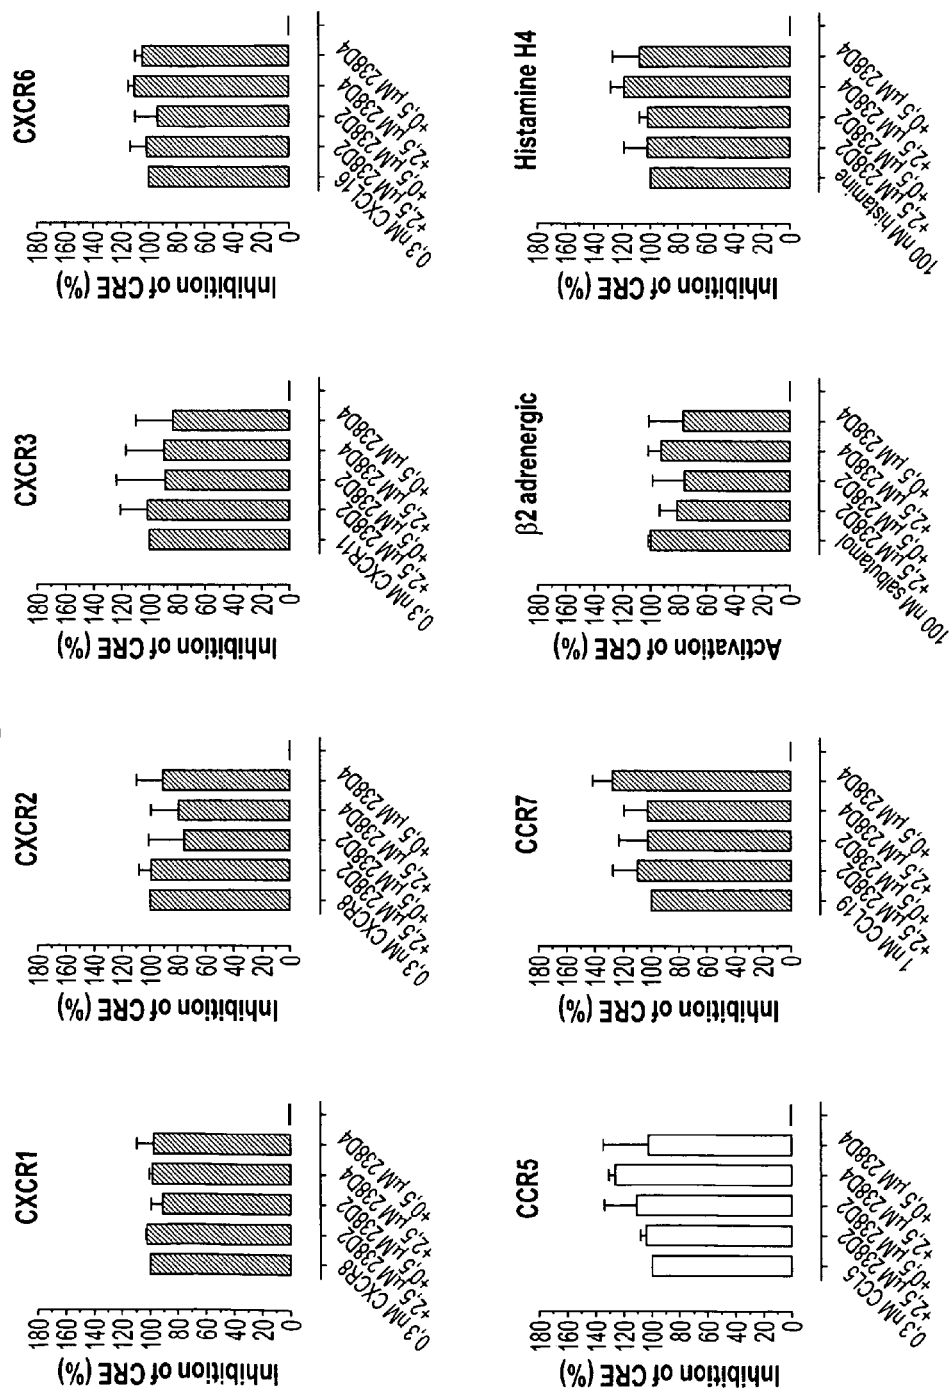 CXCR1
Inhibition of CRE (%)
180
160
140
120
100
80
60
40
20
0
0,3 nM CXCR8
+2,5 µM 238D2
+0,5 µM 238D2
+2,5 µM 238D4
+0,5 µM 238D4
CXCR2
Inhibition of CRE (%)
180
160
140
120
100
80
60
40
20
0
0,3 nM CXCR8
+2,5 µM 238D2
+0,5 µM 238D2
+2,5 µM 238D4
+0,5 µM 238D4
CXCR3
Inhibition of CRE (%)
180
160
140
120
100
80
60
40
20
0
0,3 nM CXCR11
+2,5 µM 238D2
+0,5 µM 238D2
+2,5 µM 238D4
+0,5 µM 238D4
CXCR6
Inhibition of CRE (%)
180
160
140
120
100
80
60
40
20
0
0,3 nM CXCL16
+2,5 µM 238D2
+0,5 µM 238D2
+2,5 µM 238D4
+0,5 µM 238D4
CCR5
Inhibition of CRE (%)
180
160
140
120
100
80
60
40
20
0
0,3 nM CCL5
+2,5 µM 238D2
+0,5 µM 238D2
+2,5 µM 238D4
+0,5 µM 238D4
CCR7
Inhibition of CRE (%)
180
160
140
120
100
80
60
40
20
0
1 nM CCL19
+2,5 µM 238D2
+0,5 µM 238D2
+2,5 µM 238D4
+0,5 µM 238D4
β2 adrenergic
Activation of CRE (%)
180
160
140
120
100
80
60
40
20
0
100 nM salbutamol
+2,5 µM 238D2
+0,5 µM 238D2
+2,5 µM 238D4
+0,5 µM 238D4
Histamine H4
Inhibition of CRE (%)
180
160
140
120
100
80
60
40
20
0
100 nM histamine
+2,5 µM 238D2
+0,5 µM 238D2
+2,5 µM 238D4
+0,5 µM 238D4